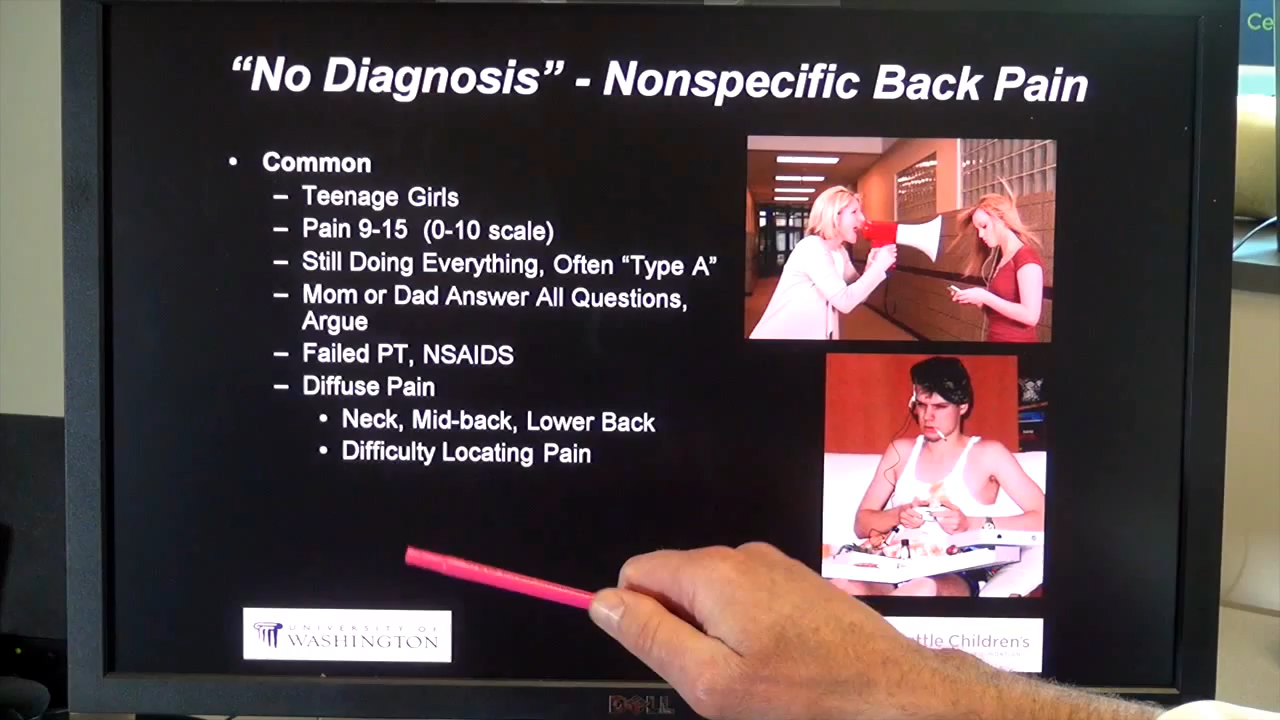 Ce
“No Diagnosis” - Nonspecific Back Pain
• Common
– Teenage Girls
– Pain 9-15 (0-10 scale)
– Still Doing Everything, Often “Type A”
– Mom or Dad Answer All Questions,
Argue
– Failed PT, NSAIDS
– Diffuse Pain
• Neck, Mid-back, Lower Back
• Difficulty Locating Pain
UNIVERSITY OF
WASHINGTON
ttle Children's
DELL